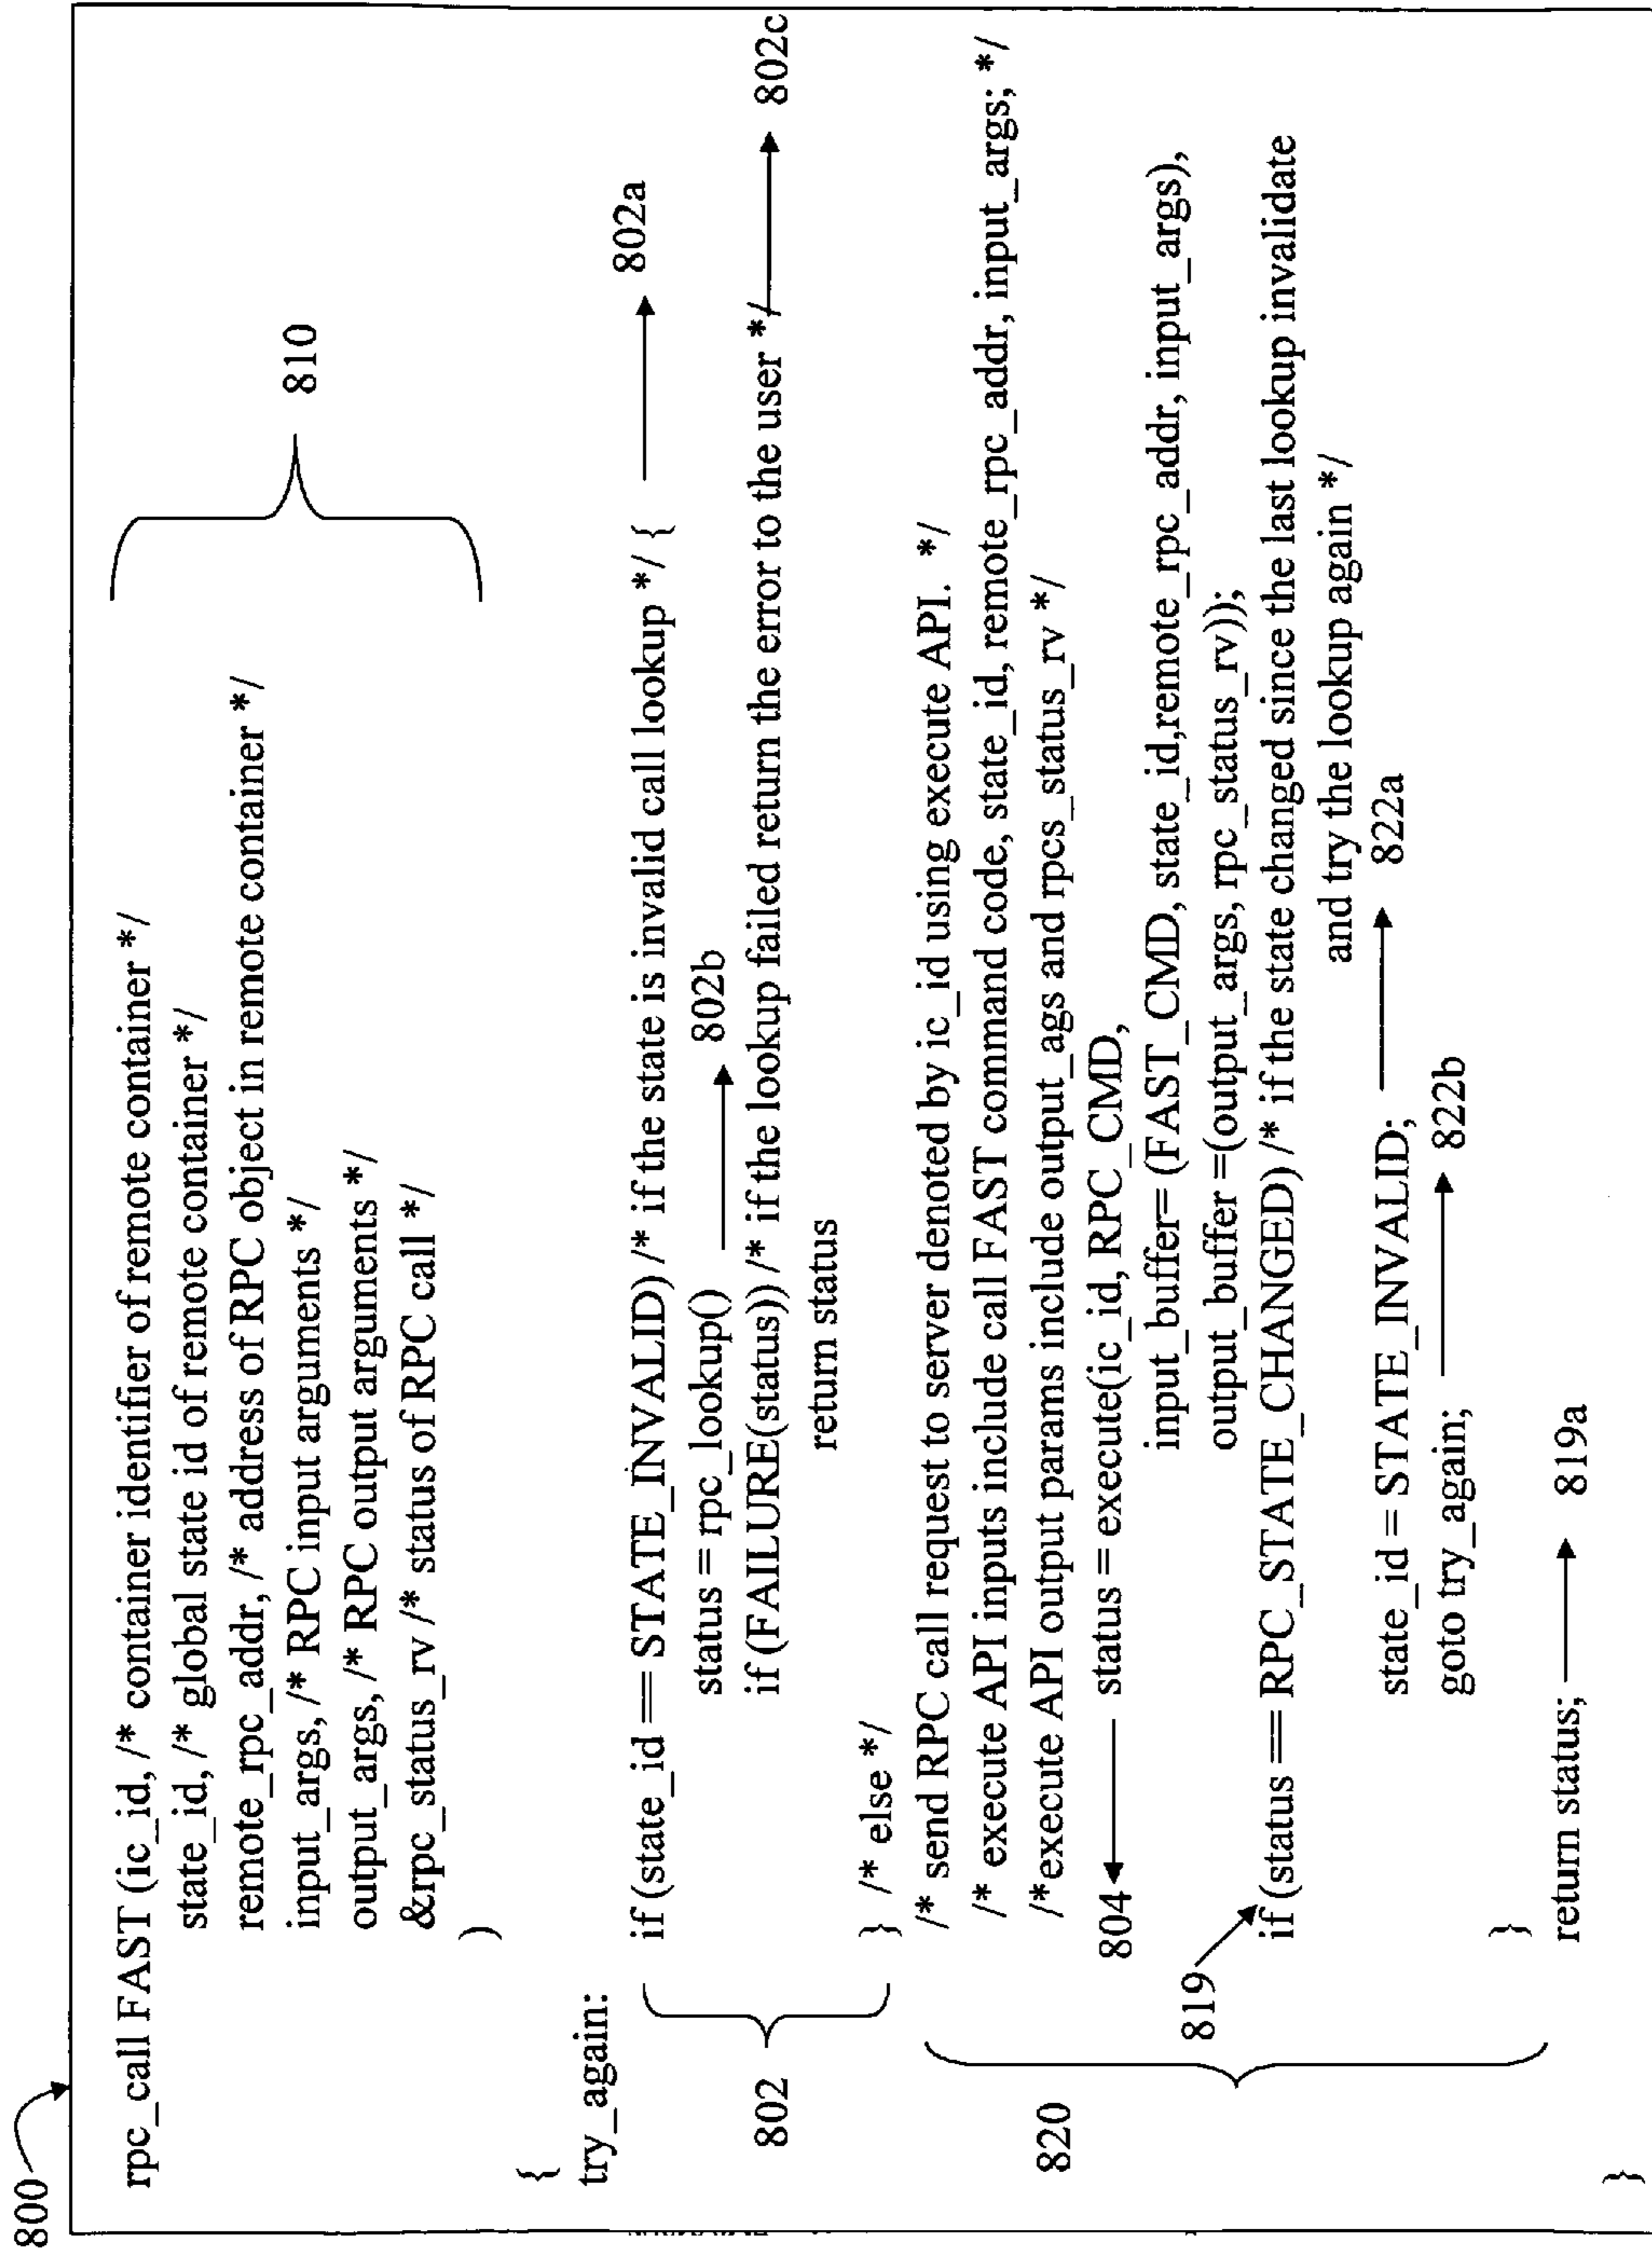 800
rpc_call FAST (ic_id, /* container identifier of remote container */
state_id, /* global state id of remote container */
remote_rpc_addr, /* address of RPC object in remote container */
input_args, /* RPC input arguments */
output_args, /* RPC output arguments */
&rpc_status_rv /* status of RPC call */
)
810
{
try_again:
if (state_id == STATE_INVALID) /* if the state is invalid call lookup */ { 802a
status = rpc_lookup() 802b
if (FAILURE(status)) /* if the lookup failed return the error to the user */ 802c
return status
802
} /* else */
/* send RPC call request to server denoted by ic_id using execute API. */
/* execute API inputs include call FAST command code, state_id, remote_rpc_addr, input_args; */
/*execute API output params include output_ags and rpcs_status_rv */
820
804 status = execute(ic_id, RPC_CMD,
input_buffer= (FAST_CMD, state_id,remote_rpc_addr, input_args),
output_buffer =(output_args, rpc_status_rv));
819
if (status == RPC_STATE_CHANGED) /* if the state changed since the last lookup invalidate
and try the lookup again */
state_id = STATE_INVALID; 822a
goto try_again; 822b
}
return status; 819a
}